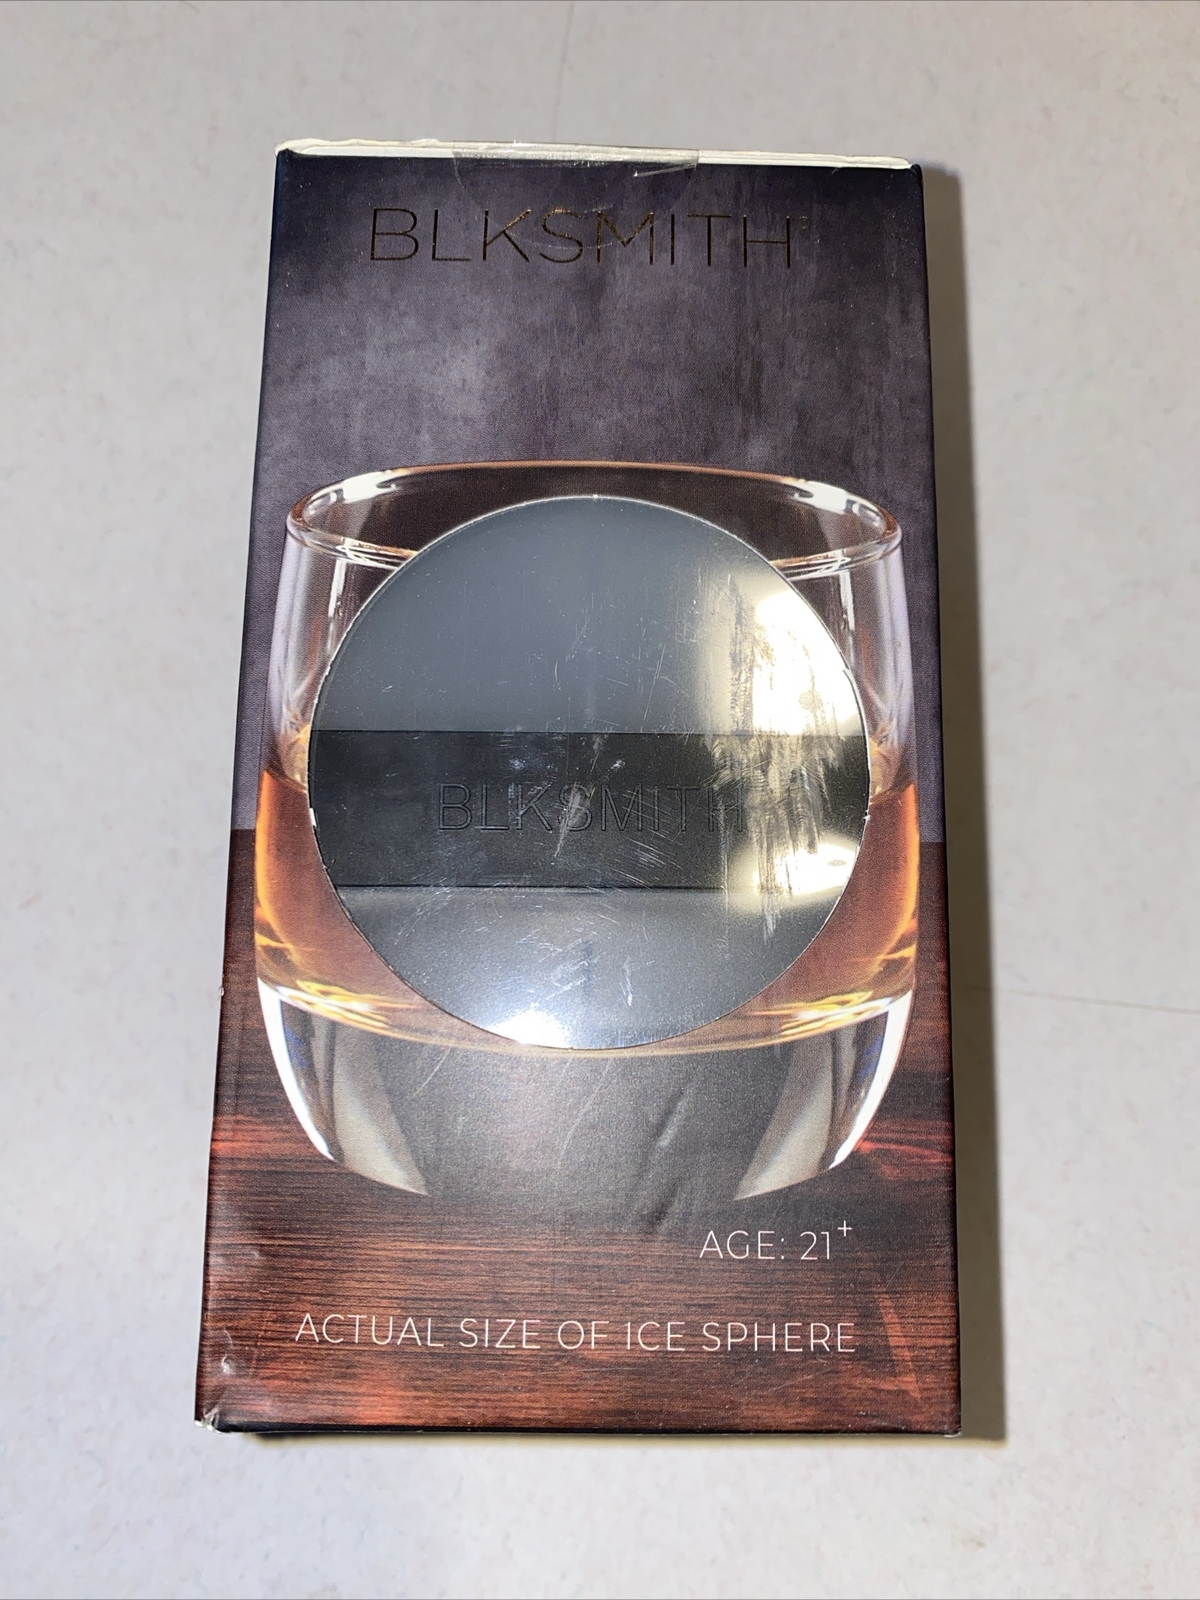 BLKSMITH
BLKSMITH
AGE: 21+
ACTUAL SIZE OF ICE SPHERE